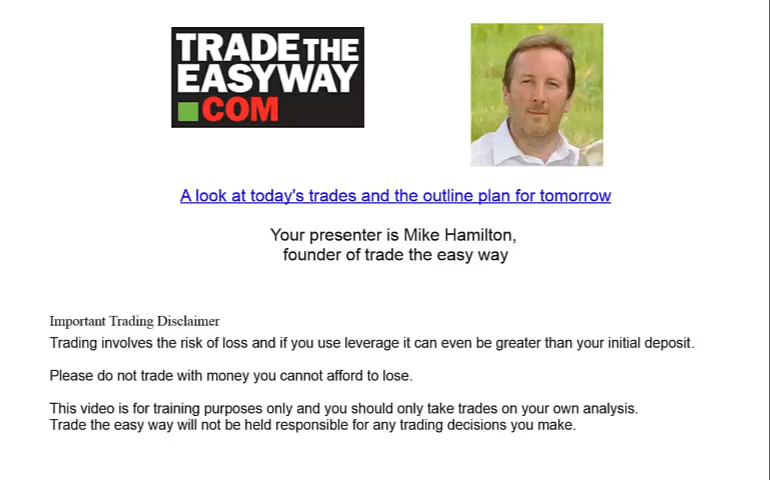 TRADE THE
EASYWAY
.COM
A look at today's trades and the outline plan for tomorrow
Your presenter is Mike Hamilton,
founder of trade the easy way
Important Trading Disclaimer
Trading involves the risk of loss and if you use leverage it can even be greater than your initial deposit.
Please do not trade with money you cannot afford to lose.
This video is for training purposes only and you should only take trades on your own analysis.
Trade the easy way will not be held responsible for any trading decisions you make.